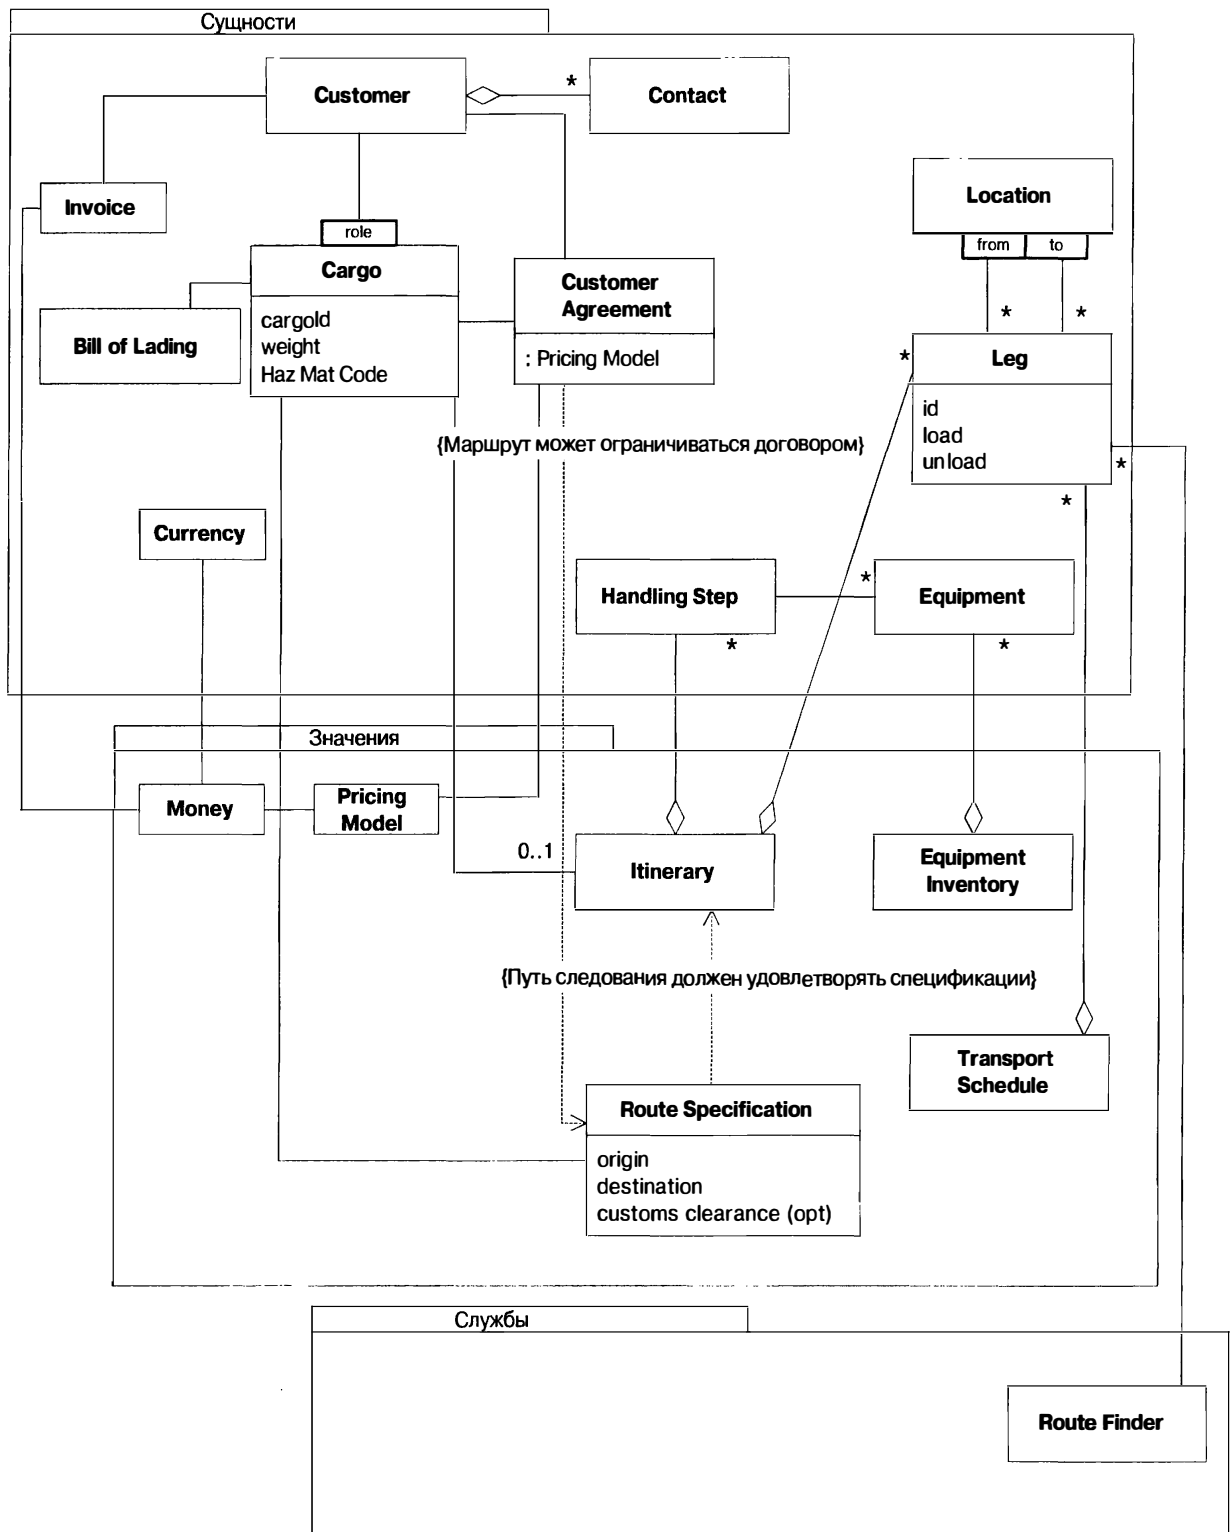 Сущности
Customer
*
Contact
Invoice
Location
role
from
to
Cargo
Customer
Agreement
*
*
Bill of Lading
cargold
weight
Haz Mat Code
: Pricing Model
*
Leg
id
load
unload
{Маршрут может ограничиваться договором}
*
*
Currency
Handling Step
*
Equipment
*
*
Значения
Money
Pricing
Model
0..1
Itinerary
Equipment
Inventory
{Путь следования должен удовлетворять спецификации}
Transport
Schedule
Route Specification
origin
destination
customs clearance (opt)
Службы
Route Finder